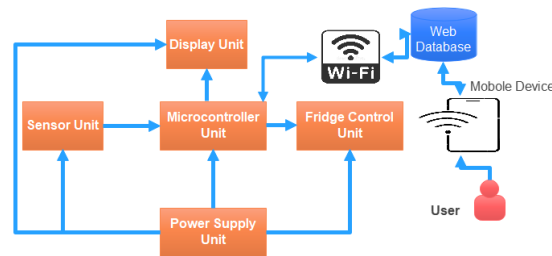 Display Unit
Wi-Fi
Web
Database
Mobole Device
Sensor Unit
Microcontroller
Unit
Fridge Control
Unit
User
Power Supply
Unit